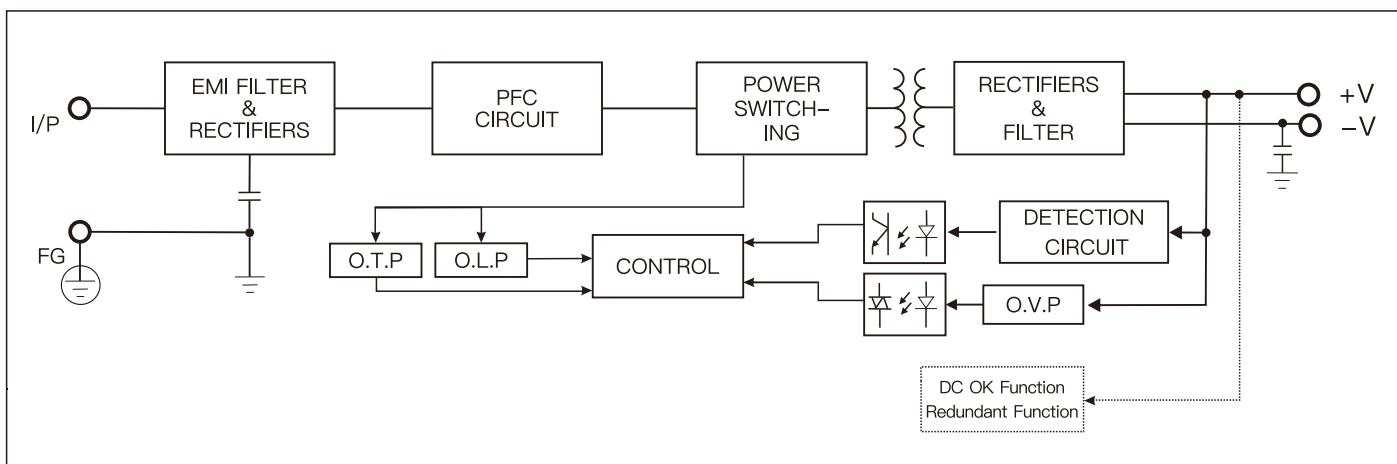 I/P
EMI FILTER
&
RECTIFIERS
PFC
CIRCUIT
POWER
SWITCH-
ING
RECTIFIERS
&
FILTER
+V
-V
FG
O.T.P
O.L.P
CONTROL
DETECTION
CIRCUIT
O.V.P
DC OK Function
Redundant Function